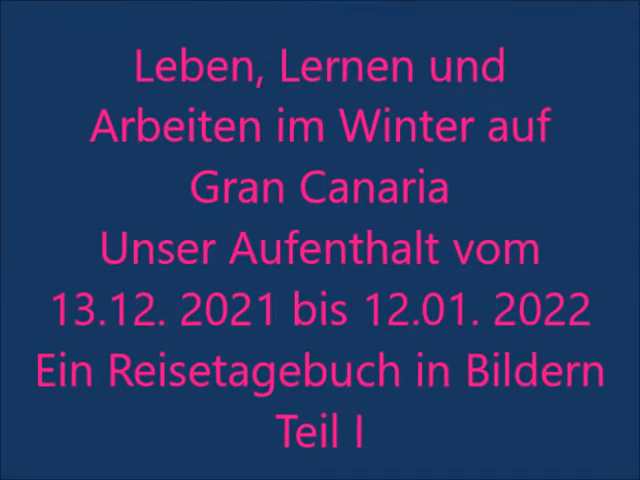 Leben, Lernen und
Arbeiten im Winter auf
Gran Canaria
Unser Aufenthalt vom
13.12. 2021 bis 12.01. 2022
Ein Reisetagebuch in Bildern
Teil I